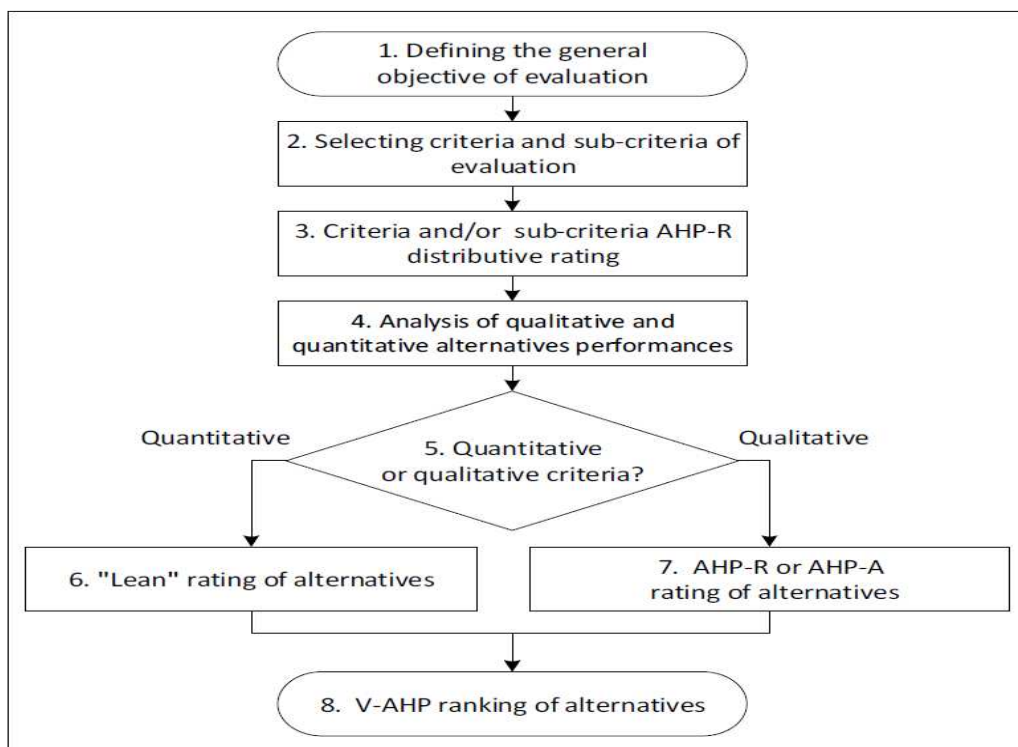 1. Defining the general
objective of evaluation
2. Selecting criteria and sub-criteria of
evaluation
3. Criteria and/or sub-criteria AHP-R
distributive rating
4. Analysis of qualitative and
quantitative alternatives performances
Quantitative
Qualitative
5. Quantitative
or qualitative criteria?
6. "Lean" rating of alternatives
7. AHP-R or AHP-A
rating of alternatives
8. V-AHP ranking of alternatives